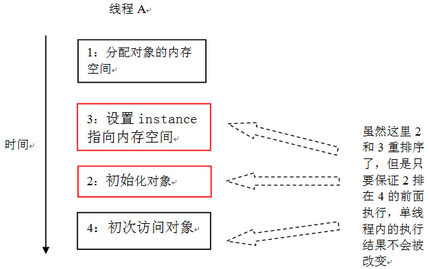 线程 A
1：分配对象的内存
空间
3：设置 instance
指向内存空间
时间
2：初始化对象
4：初次访问对象
虽然这里 2
和 3 重排序
了，但是只
要保证 2 排
在 4 的前面
执行，单线
程内的执行
结果不会被
改变